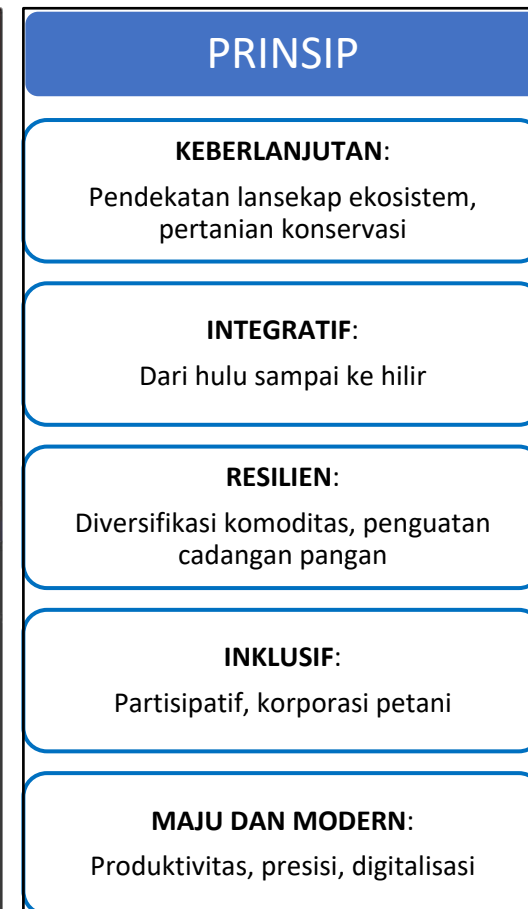 PRINSIP
KEBERLANJUTAN:
Pendekatan lansekap ekosistem,
pertanian konservasi
INTEGRATIF:
Dari hulu sampai ke hilir
RESILIEN:
Diversifikasi komoditas, penguatan
cadangan pangan
INKLUSIF:
Partisipatif, korporasi petani
MAJU DAN MODERN:
Produktivitas, presisi, digitalisasi